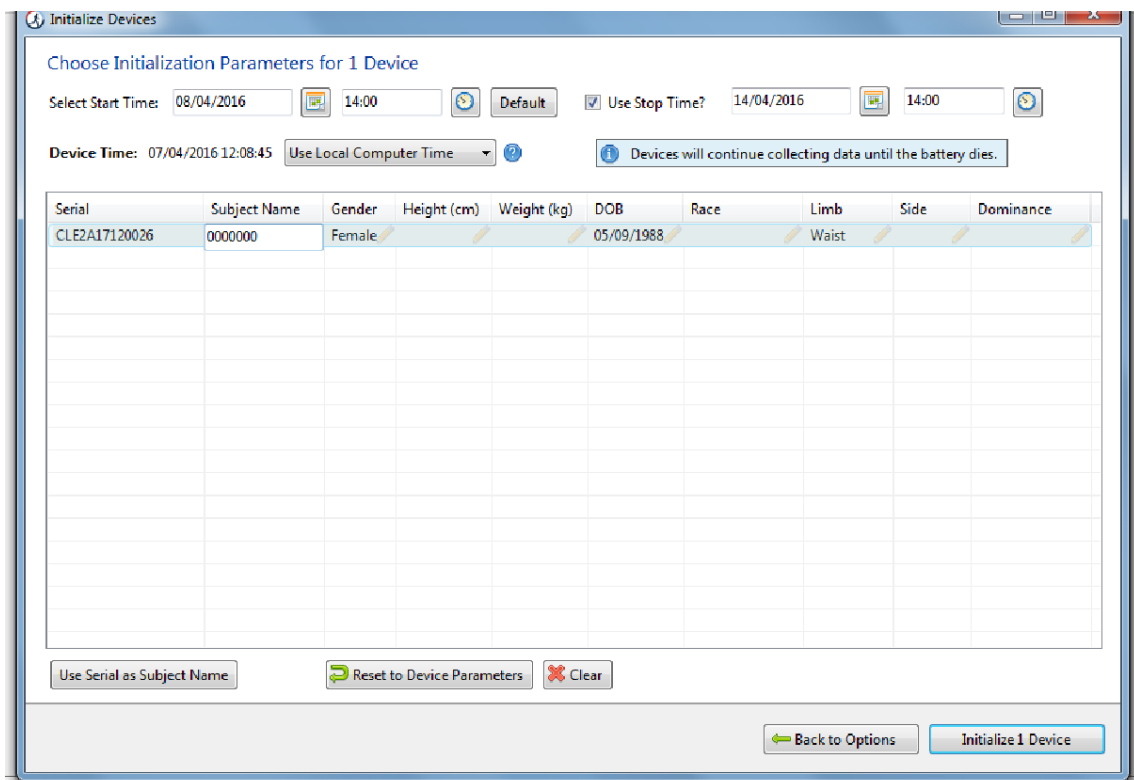 Initialize Devices
Choose Initialization Parameters for 1 Device
Select Start Time: 08/04/2016 14:00 Default Use Stop Time? 14/04/2016 14:00
Device Time: 07/04/2016 12:08:45 Use Local Computer Time Devices will continue collecting data until the battery dies.
Serial Subject Name Gender Height (cm) Weight (kg) DOB Race Limb Side Dominance
CLE2A17120026 0000000 Female 05/09/1988 Waist
Use Serial as Subject Name Reset to Device Parameters Clear
Back to Options Initialize 1 Device